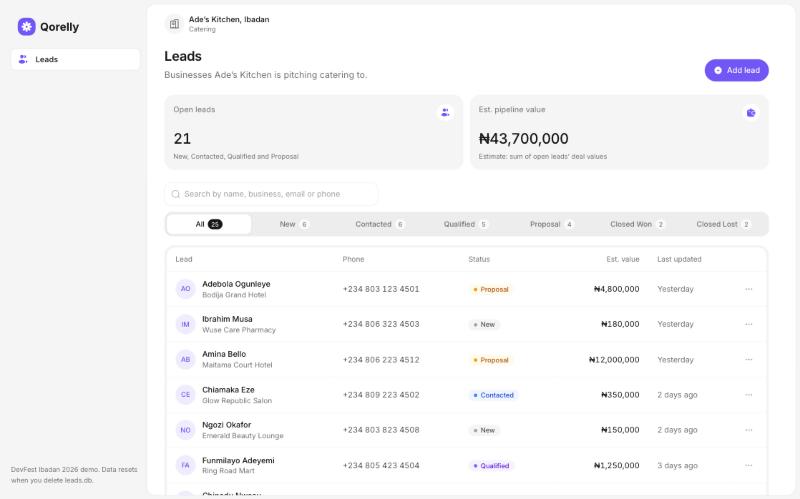 Qorelly
Leads
DevFest Ibadan 2026 demo. Data resets
when you delete leads.db.
Ade's Kitchen, Ibadan
Catering
Leads
Businesses Ade's Kitchen is pitching catering to.
Add lead
Open leads
21
New, Contacted, Qualified and Proposal
Est. pipeline value
₦43,700,000
Estimate: sum of open leads' deal values
Search by name, business, email or phone
All 25 New 6 Contacted 6 Qualified 5 Proposal 4 Closed Won 2 Closed Lost 2
Lead Phone Status Est. value Last updated
AO Adebola Ogunleye +234 803 123 4501 Proposal ₦4,800,000 Yesterday
Bodija Grand Hotel
IM Ibrahim Musa +234 806 323 4503 New ₦180,000 Yesterday
Wuse Care Pharmacy
AB Amina Bello +234 806 223 4512 Proposal ₦12,000,000 Yesterday
Maitama Court Hotel
CE Chiamaka Eze +234 809 223 4502 Contacted ₦350,000 2 days ago
Glow Republic Salon
NO Ngozi Okafor +234 803 823 4508 New ₦150,000 2 days ago
Emerald Beauty Lounge
FA Funmilayo Adeyemi +234 805 423 4504 Qualified ₦1,250,000 3 days ago
Ring Road Mart